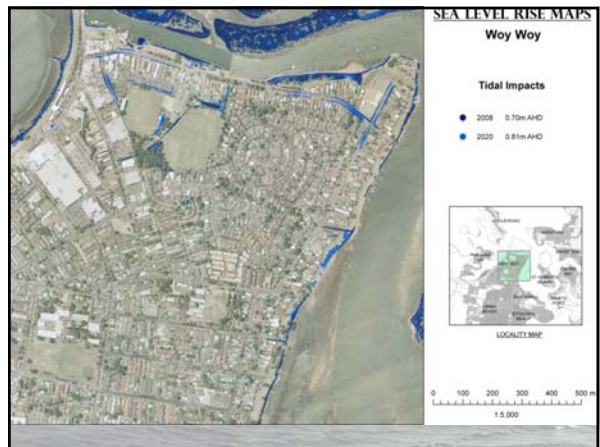 SEA LEVEL RISE MAPS
Woy Woy
Tidal Impacts
2008 0.70m AHD
2020 0.81m AHD
LOCALITY MAP
0 100 200 300 400 500 m
1:5,000